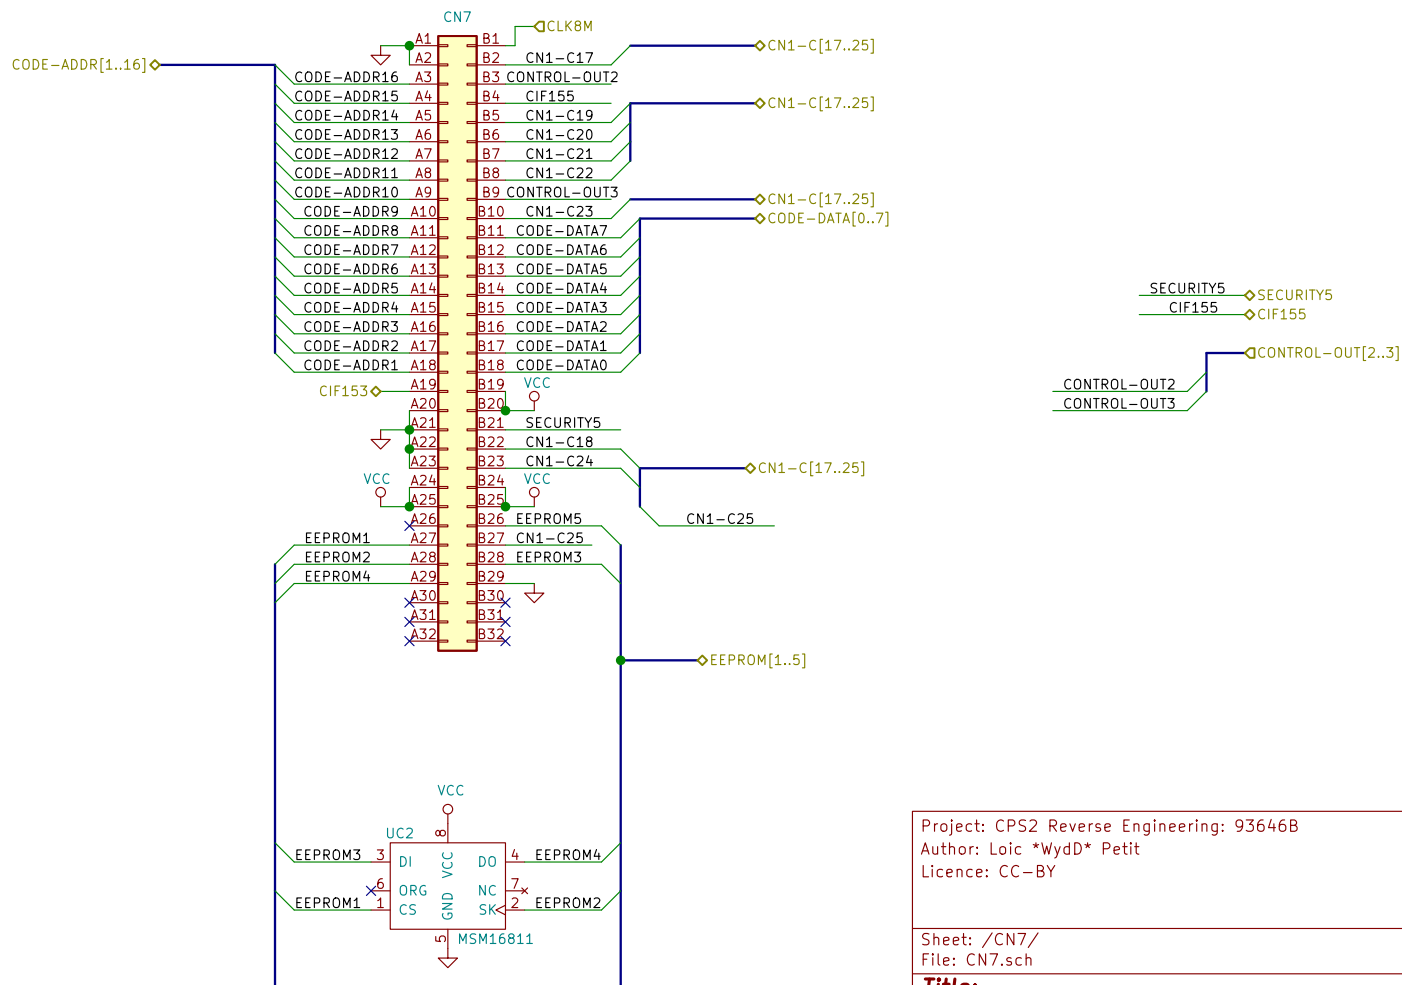 CN7
CLK8M
A1 B1
CN1-C[17..25]
A2 B2 CN1-C17
CODE-ADDR[1..16]
CODE-ADDR16 A3 B3 CONTROL-OUT2
CODE-ADDR15 A4 B4 CIF155
CN1-C[17..25]
CODE-ADDR14 A5 B5 CN1-C19
CODE-ADDR13 A6 B6 CN1-C20
CODE-ADDR12 A7 B7 CN1-C21
CODE-ADDR11 A8 B8 CN1-C22
CODE-ADDR10 A9 B9 CONTROL-OUT3
CN1-C[17..25]
CODE-ADDR9 A10 B10 CN1-C23
CODE-DATA[0..7]
CODE-ADDR8 A11 B11 CODE-DATA7
CODE-ADDR7 A12 B12 CODE-DATA6
CODE-ADDR6 A13 B13 CODE-DATA5
CODE-ADDR5 A14 B14 CODE-DATA4
CODE-ADDR4 A15 B15 CODE-DATA3
CODE-ADDR3 A16 B16 CODE-DATA2
CODE-ADDR2 A17 B17 CODE-DATA1
CODE-ADDR1 A18 B18 CODE-DATA0
CIF153 A19 B19 VCC
A20 B20
A21 B21 SECURITY5
A22 B22 CN1-C18
A23 B23 CN1-C24
CN1-C[17..25]
VCC A24 B24 VCC
A25 B25
A26 B26 EEPROM5
CN1-C25
EEPROM1 A27 B27 CN1-C25
EEPROM2 A28 B28 EEPROM3
EEPROM4 A29 B29
A30 B30
A31 B31
A32 B32
EEPROM[1..5]
SECURITY5 SECURITY5
CIF155 CIF155
CONTROL-OUT[2..3]
CONTROL-OUT2
CONTROL-OUT3
VCC
UC2 8
EEPROM3 3 DI VCC DO 4 EEPROM4
6 ORG NC 7
EEPROM1 1 CS GND SK 2 EEPROM2
5 MSM16811
Project: CPS2 Reverse Engineering: 93646B
Author: Loic *WydD* Petit
Licence: CC-BY
Sheet: /CN7/
File: CN7.sch
Title: